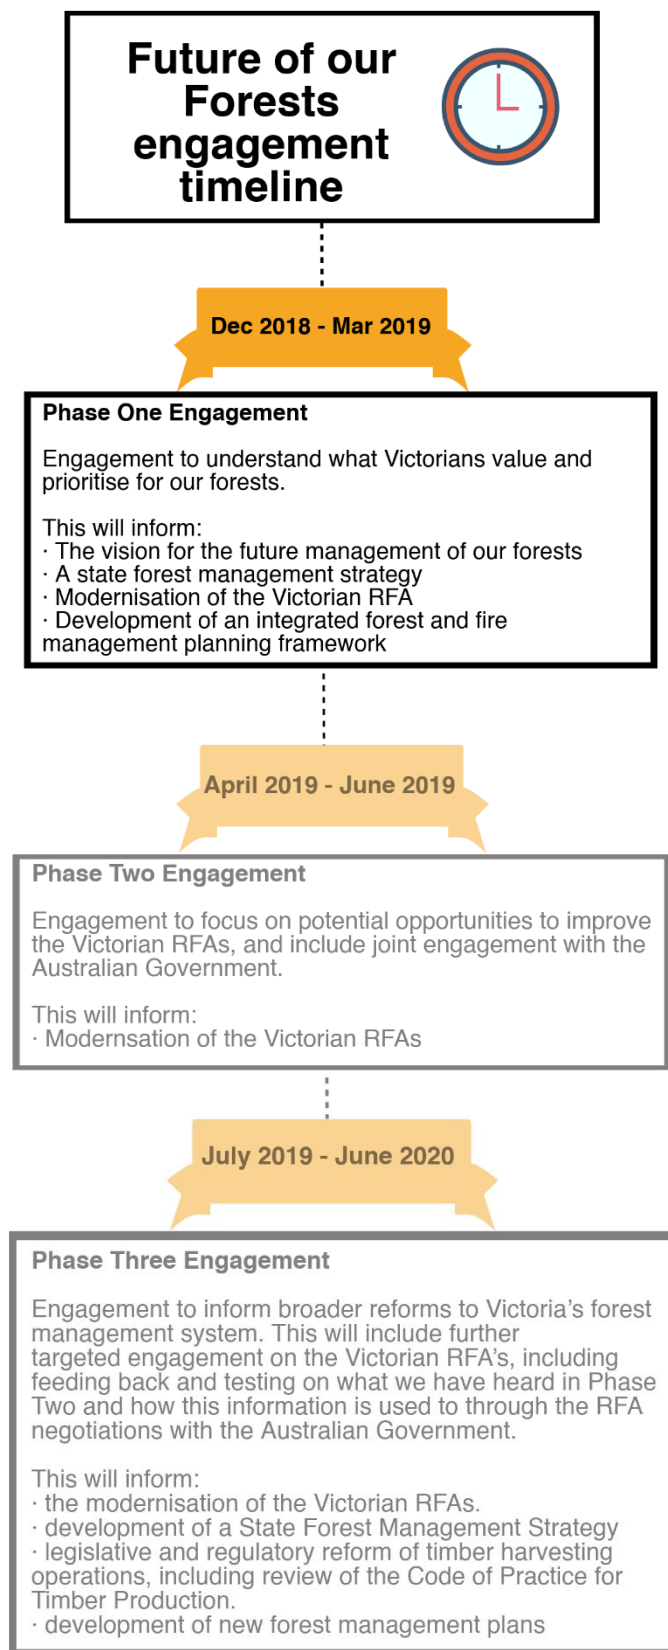 Future of our
Forests
engagement
timeline
Dec 2018 - Mar 2019
Phase One Engagement
Engagement to understand what Victorians value and
prioritise for our forests.
This will inform:
· The vision for the future management of our forests
· A state forest management strategy
· Modernisation of the Victorian RFA
· Development of an integrated forest and fire
management planning framework
April 2019 - June 2019
Phase Two Engagement
Engagement to focus on potential opportunities to improve
the Victorian RFAs, and include joint engagement with the
Australian Government.
This will inform:
· Modernsation of the Victorian RFAs
July 2019 - June 2020
Phase Three Engagement
Engagement to inform broader reforms to Victoria’s forest
management system. This will include further
targeted engagement on the Victorian RFA’s, including
feeding back and testing on what we have heard in Phase
Two and how this information is used to through the RFA
negotiations with the Australian Government.
This will inform:
· the modernisation of the Victorian RFAs.
· development of a State Forest Management Strategy
· legislative and regulatory reform of timber harvesting
operations, including review of the Code of Practice for
Timber Production.
· development of new forest management plans